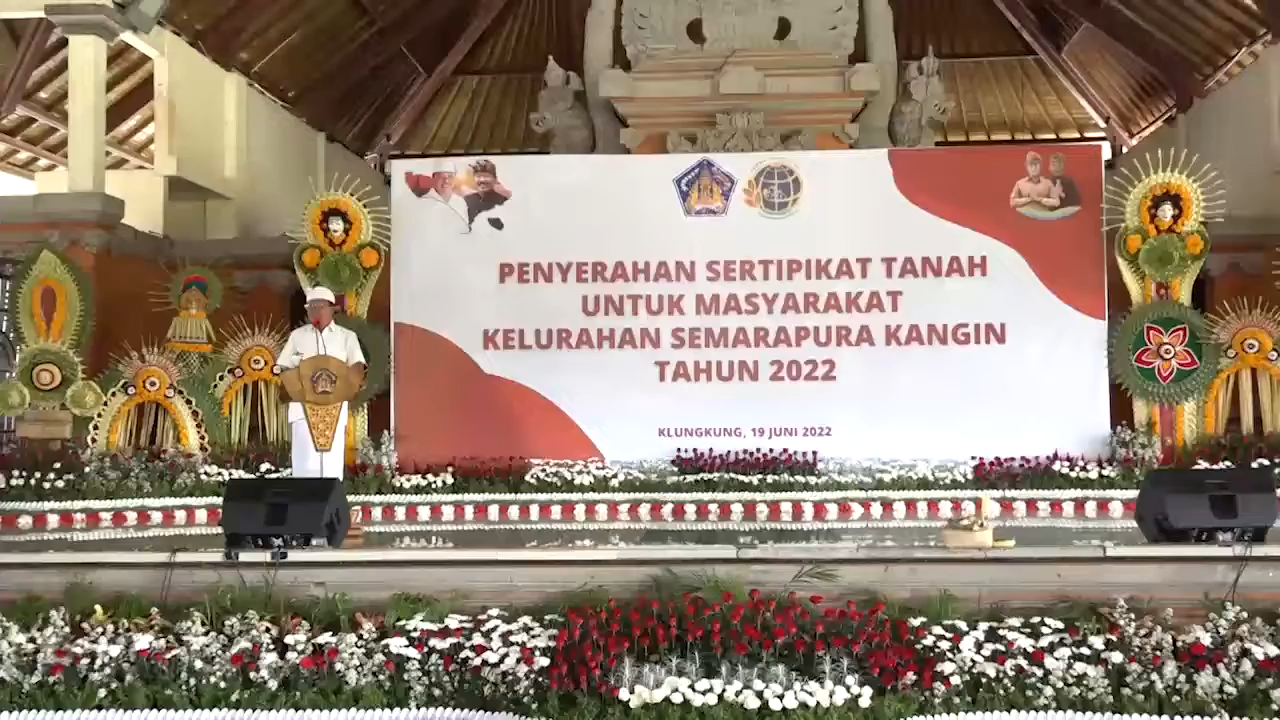 PENYERAHAN SERTIPIKAT TANAH
UNTUK MASYARAKAT
KELURAHAN SEMARAPURA KANGIN
TAHUN 2022
KLUNGKUNG, 19 JUNI 2022